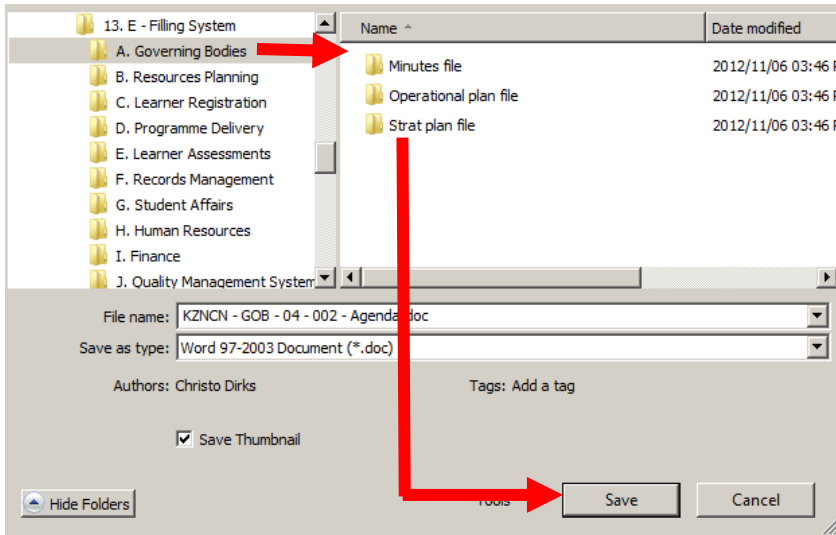 13. E - Filling System
A. Governing Bodies
B. Resources Planning
C. Learner Registration
D. Programme Delivery
E. Learner Assessments
F. Records Management
G. Student Affairs
H. Human Resources
I. Finance
J. Quality Management System
Name Date modified
Minutes file 2012/11/06 03:46
Operational plan file 2012/11/06 03:46
Strat plan file 2012/11/06 03:46
File name: KZNCN - GOB - 04 - 002 - Agenda.doc
Save as type: Word 97-2003 Document (*.doc)
Authors: Christo Dirks Tags: Add a tag
Save Thumbnail
Hide Folders Tools Save Cancel